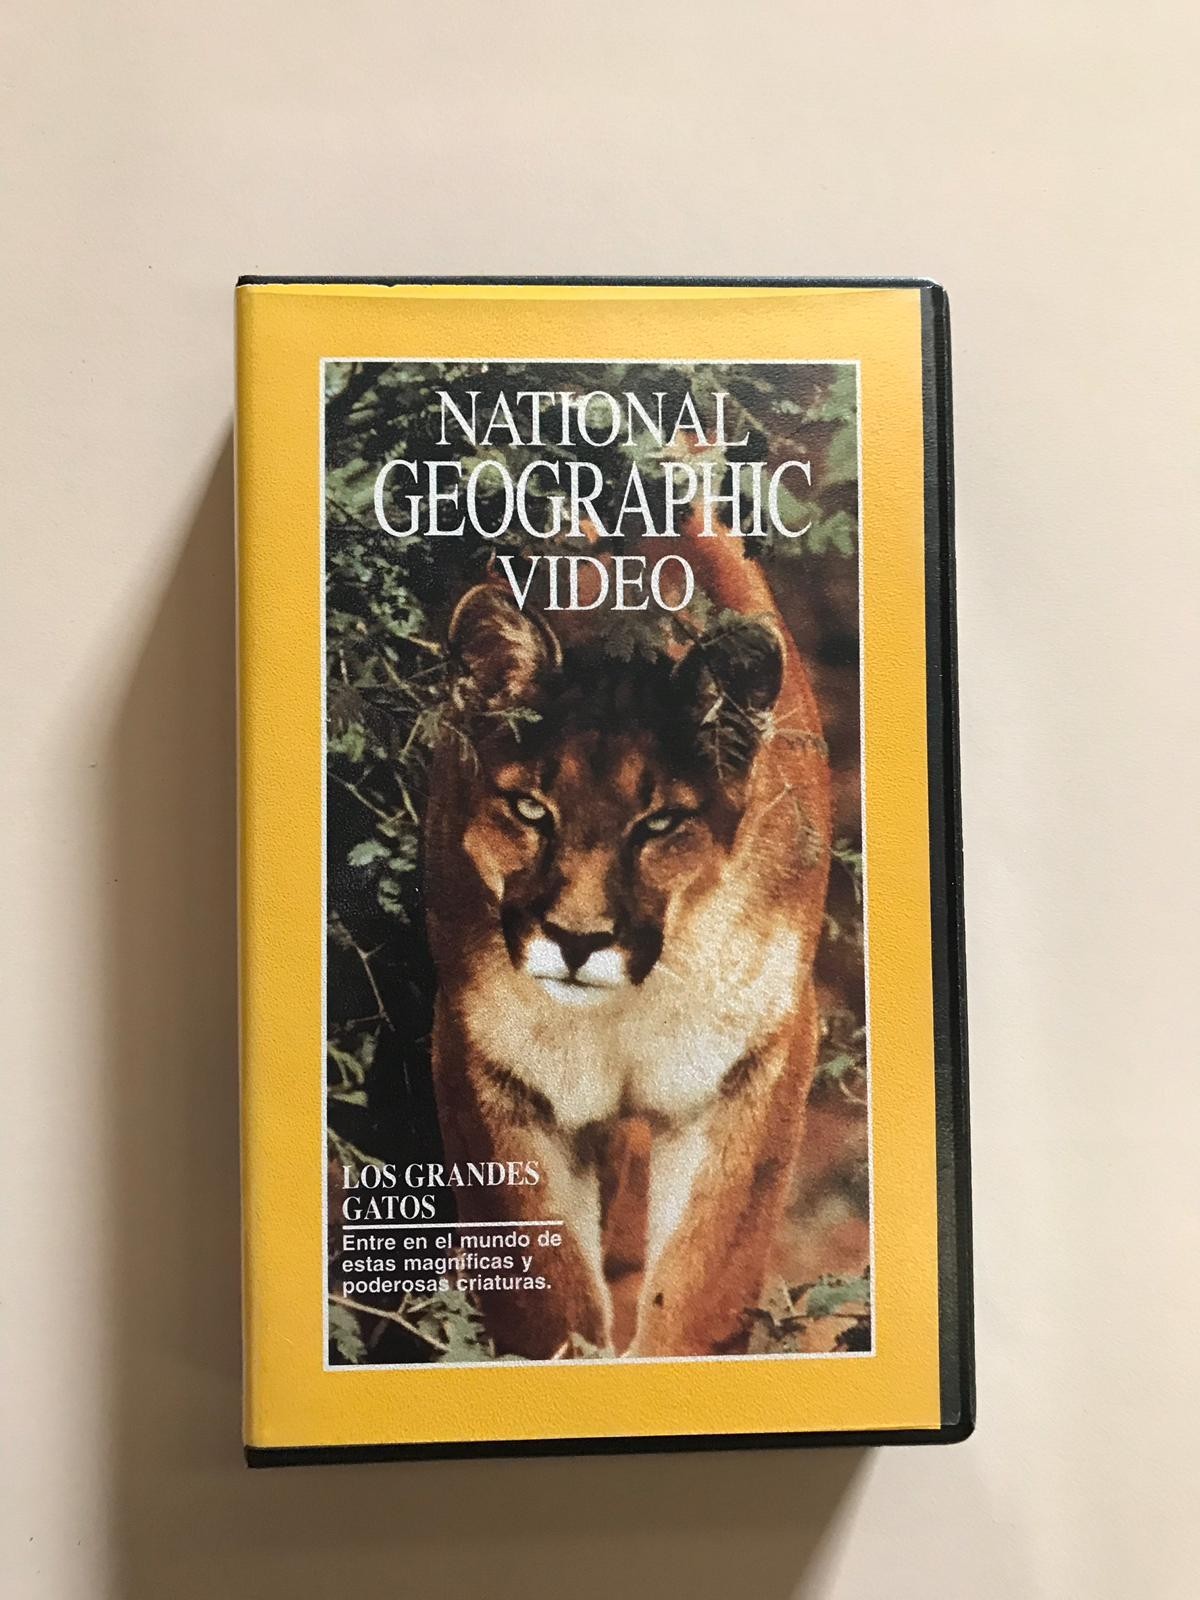 NATIONAL
GEOGRAPHIC
VIDEO
LOS GRANDES
GATOS
Entre en el mundo de
estas magníficas y
poderosas criaturas.